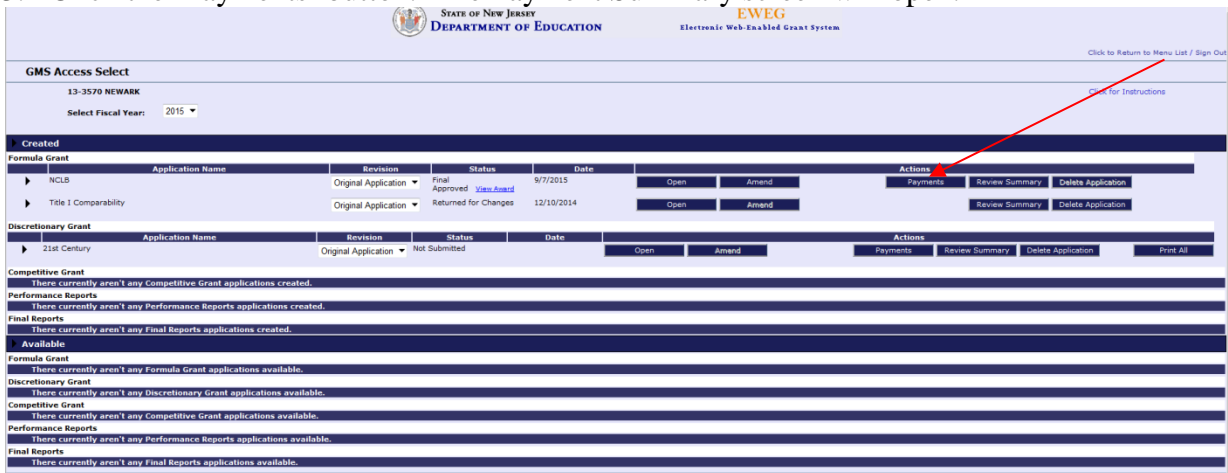 STATE OF NEW JERSEY
DEPARTMENT OF EDUCATION
EWEG
Electronic Web-Enabled Grant System
Click to Return to Menu List / Sign Out
GMS Access Select
13-3570 NEWARK
Click for Instructions
Select Fiscal Year: 2015
Created
Formula Grant
Application Name Revision Status Date Actions
NCLB Original Application Final Approved View Award 9/7/2015 Open Amend Payments Review Summary Delete Application
Title I Comparability Original Application Returned for Changes 12/10/2014 Open Amend Review Summary Delete Application
Discretionary Grant
Application Name Revision Status Date Actions
21st Century Original Application Not Submitted Open Amend Payments Review Summary Delete Application Print All
Competitive Grant
There currently aren't any Competitive Grant applications created.
Performance Reports
There currently aren't any Performance Reports applications created.
Final Reports
There currently aren't any Final Reports applications created.
Available
Formula Grant
There currently aren't any Formula Grant applications available.
Discretionary Grant
There currently aren't any Discretionary Grant applications available.
Competitive Grant
There currently aren't any Competitive Grant applications available.
Performance Reports
There currently aren't any Performance Reports applications available.
Final Reports
There currently aren't any Final Reports applications available.